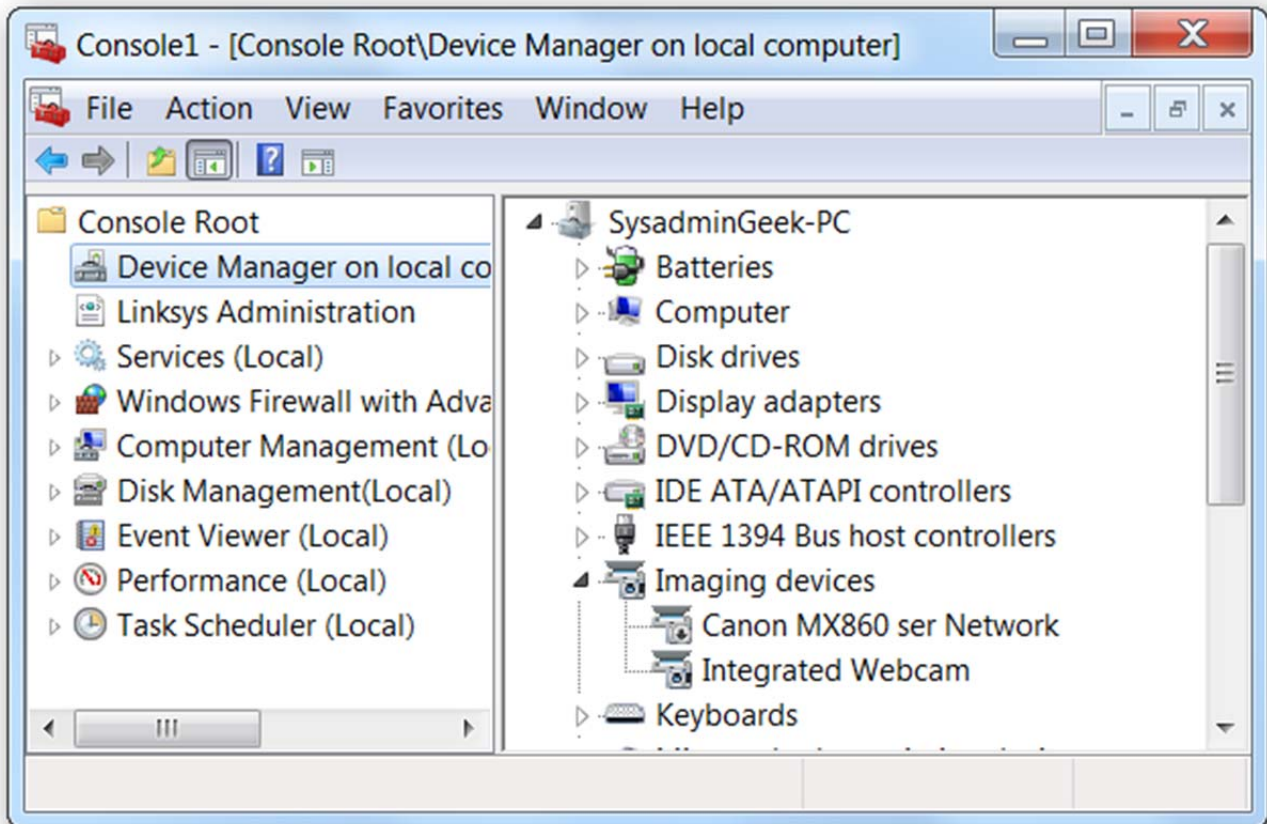 Console1 - [Console Root\Device Manager on local computer]
File Action View Favorites Window Help
Console Root
Device Manager on local co
Linksys Administration
Services (Local)
Windows Firewall with Adva
Computer Management (Lo
Disk Management(Local)
Event Viewer (Local)
Performance (Local)
Task Scheduler (Local)
SysadminGeek-PC
Batteries
Computer
Disk drives
Display adapters
DVD/CD-ROM drives
IDE ATA/ATAPI controllers
IEEE 1394 Bus host controllers
Imaging devices
Canon MX860 ser Network
Integrated Webcam
Keyboards